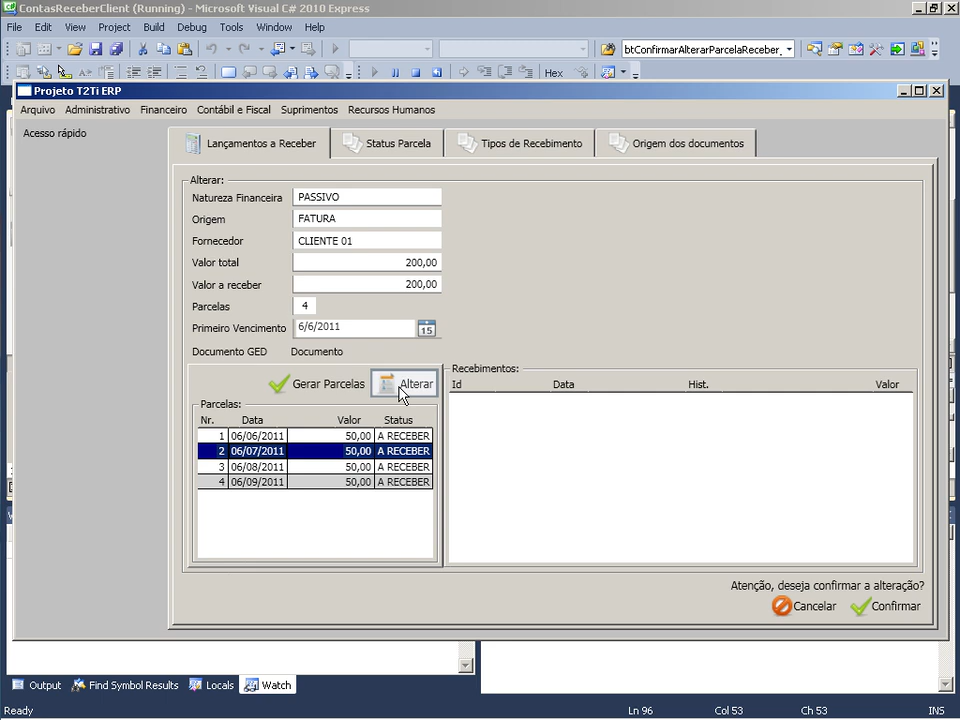 ContasReceberClient (Running) - Microsoft Visual C# 2010 Express
File Edit View Project Build Debug Tools Window Help
btConfirmarAlterarParcelaReceber_
Hex
Projeto T2Ti ERP
Arquivo Administrativo Financeiro Contábil e Fiscal Suprimentos Recursos Humanos
Acesso rápido
Lançamentos a Receber Status Parcela Tipos de Recebimento Origem dos documentos
Alterar:
Natureza Financeira PASSIVO
Origem FATURA
Fornecedor CLIENTE 01
Valor total 200,00
Valor a receber 200,00
Parcelas 4
Primeiro Vencimento 6/6/2011 15
Documento GED Documento
Gerar Parcelas Alterar
Parcelas:
Nr. Data Valor Status
1 06/06/2011 50,00 A RECEBER
2 06/07/2011 50,00 A RECEBER
3 06/08/2011 50,00 A RECEBER
4 06/09/2011 50,00 A RECEBER
Recebimentos:
Id Data Hist. Valor
Atenção, deseja confirmar a alteração?
Cancelar Confirmar
Output Find Symbol Results Locals Watch
Ready Ln 96 Col 53 Ch 53 INS